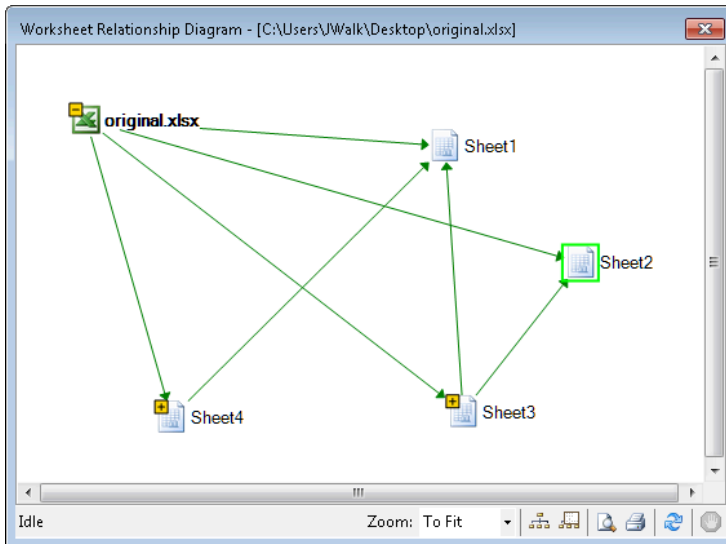 Worksheet Relationship Diagram - [C:\Users\JWalk\Desktop\original.xlsx]
original.xlsx
Sheet1
Sheet2
Sheet4
Sheet3
Idle
Zoom: To Fit